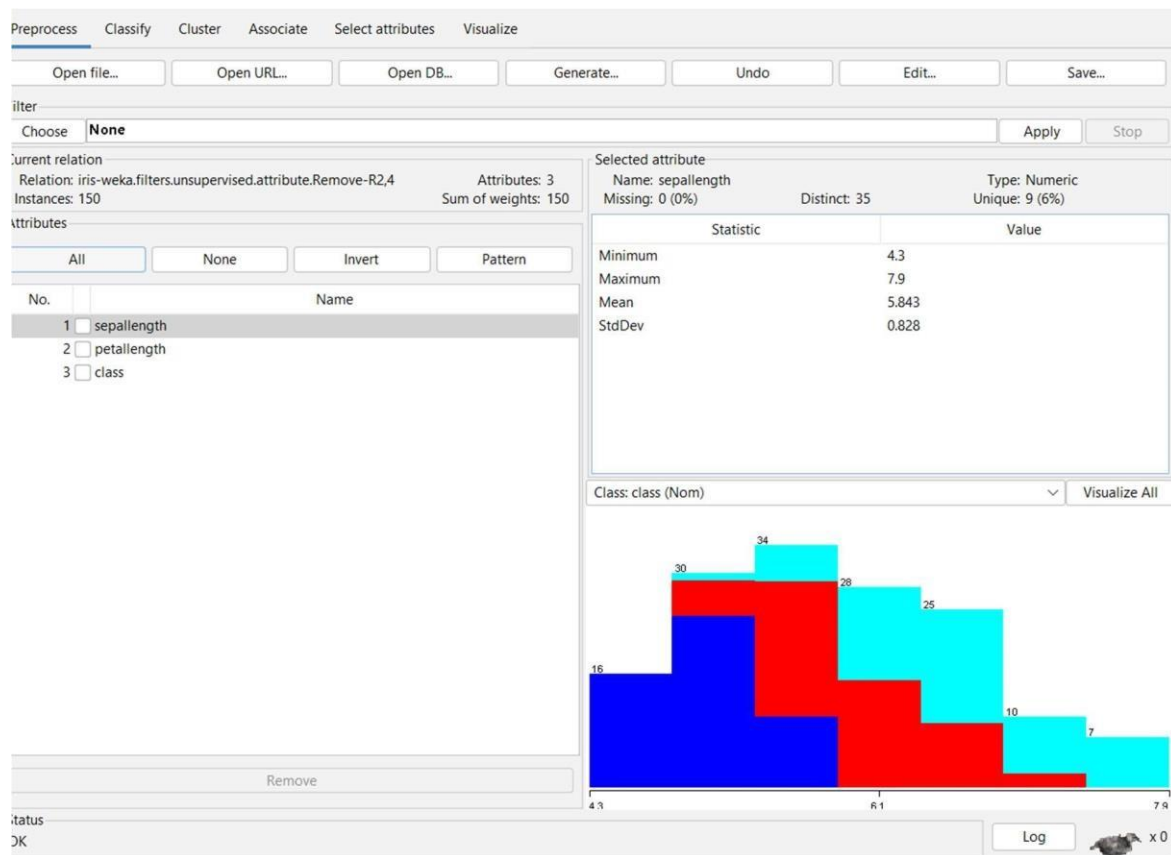 Preprocess Classify Cluster Associate Select attributes Visualize
Open file... Open URL... Open DB... Generate... Undo Edit... Save...
ilter
Choose None Apply Stop
Current relation
Relation: iris-weka.filters.unsupervised.attribute.Remove-R2,4 Attributes: 3
Instances: 150 Sum of weights: 150
Attributes
All None Invert Pattern
No. Name
1 sepallength
2 petallength
3 class
Remove
Selected attribute
Name: sepallength Type: Numeric
Missing: 0 (0%) Distinct: 35 Unique: 9 (6%)
Statistic Value
Minimum 4.3
Maximum 7.9
Mean 5.843
StdDev 0.828
Class: class (Nom) Visualize All
34
30
28
25
16
10
7
4.3 6.1 7.9
Status
OK
Log x 0